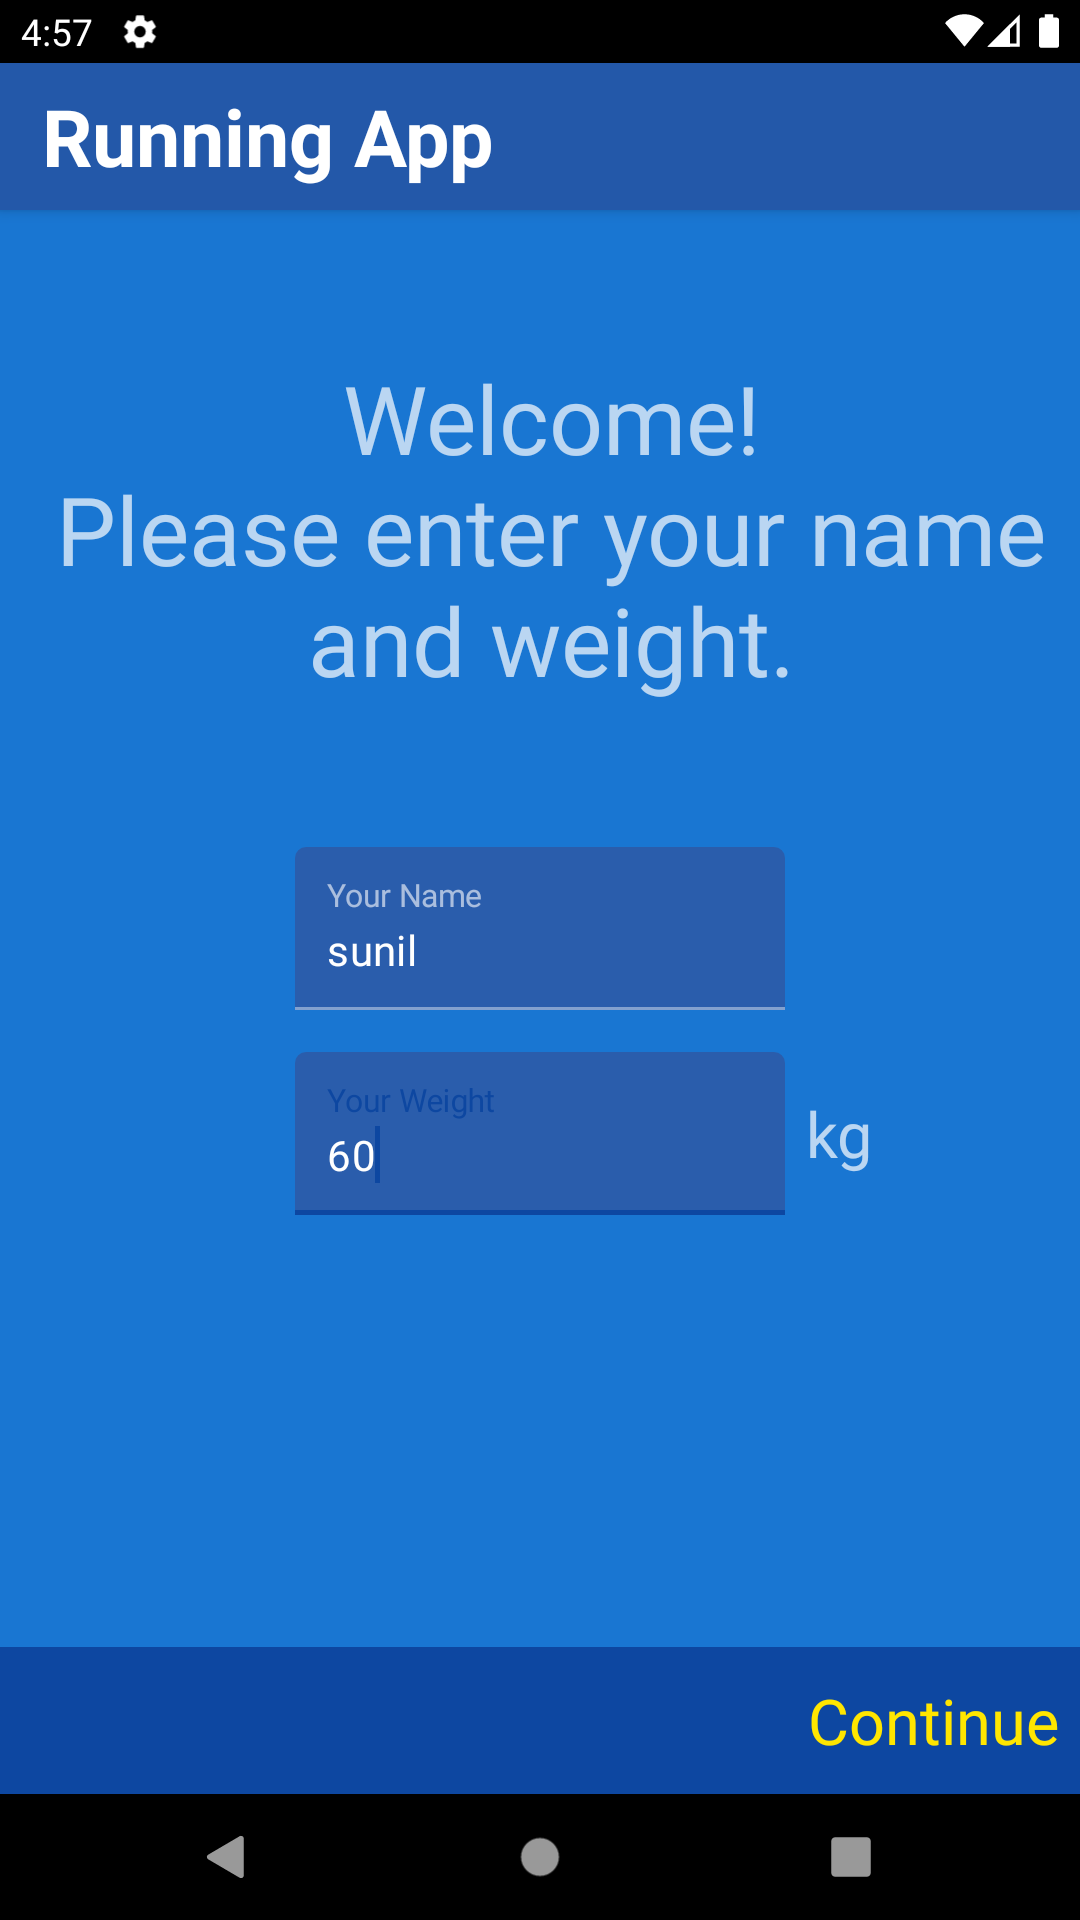 4:57
Running App
Welcome!
Please enter your name
and weight.
Your Name
sunil
Your Weight
60
kg
Continue